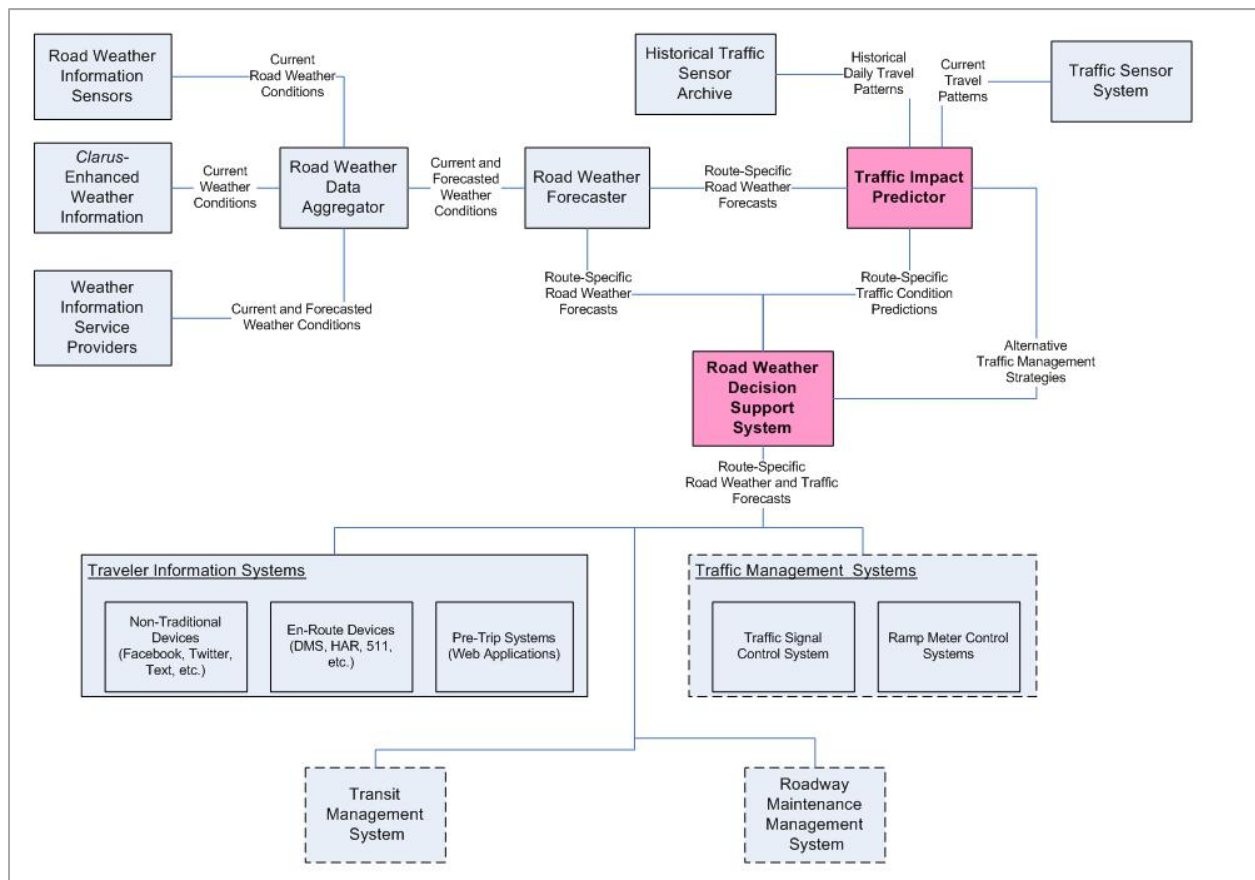 Road Weather
Information
Sensors
Current
Road Weather
Conditions
Historical Traffic
Sensor
Archive
Historical
Daily Travel
Patterns
Current
Travel
Patterns
Traffic Sensor
System
Clarus-
Enhanced
Weather
Information
Current
Weather
Conditions
Road Weather
Data
Aggregator
Current and
Forecasted
Weather
Conditions
Road Weather
Forecaster
Route-Specific
Road Weather
Forecasts
Traffic Impact
Predictor
Weather
Information
Service
Providers
Current and Forecasted
Weather Conditions
Route-Specific
Road Weather
Forecasts
Route-Specific
Traffic Condition
Predictions
Alternative
Traffic Management
Strategies
Road Weather
Decision
Support
System
Route-Specific
Road Weather and Traffic
Forecasts
Traveler Information Systems
Non-Traditional
Devices
(Facebook, Twitter,
Text, etc.)
En-Route Devices
(DMS, HAR, 511,
etc.)
Pre-Trip Systems
(Web Applications)
Traffic Management  Systems
Traffic Signal
Control System
Ramp Meter Control
Systems
Transit
Management
System
Roadway
Maintenance
Management
System